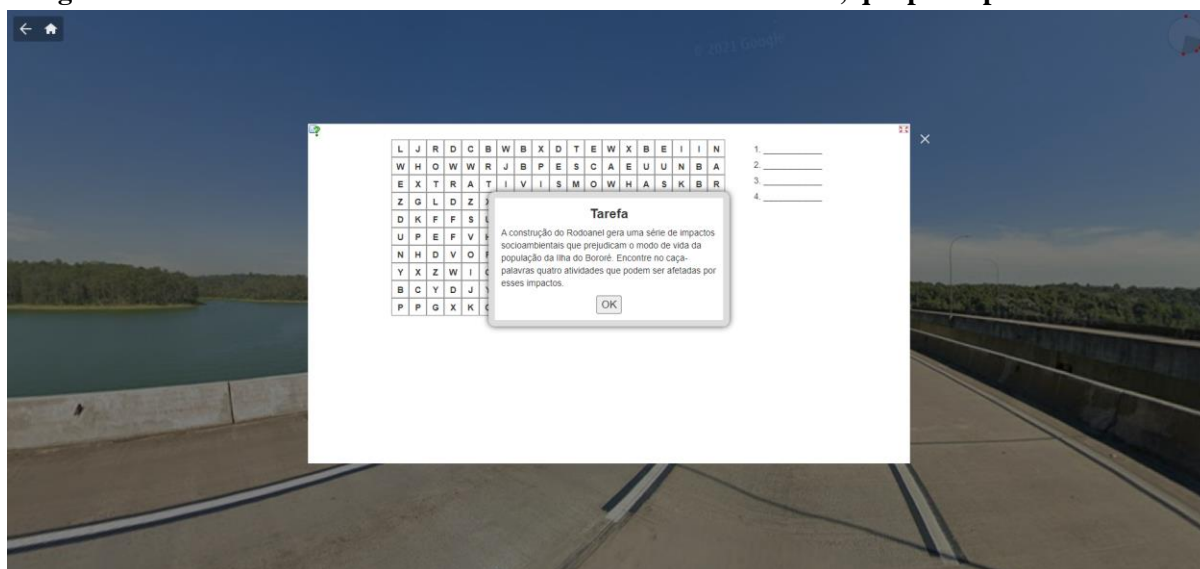 © 2021 Google
L J R D C B W B X D T E W X B E I I N
W H O W W R J B P E S C A E U U N B A
E X T R A T I V I S M O W H A S K B R
Z G L D Z
D K F F S
U P E F V
N H D V O
Y X Z W I
B C Y D J
P P G X K
1.
2.
3.
4.
Tarefa
A construção do Rodoanel gera uma série de impactos
socioambientais que prejudicam o modo de vida da
população da Ilha do Bororé. Encontre no caça-
palavras quatro atividades que podem ser afetadas por
esses impactos.
OK